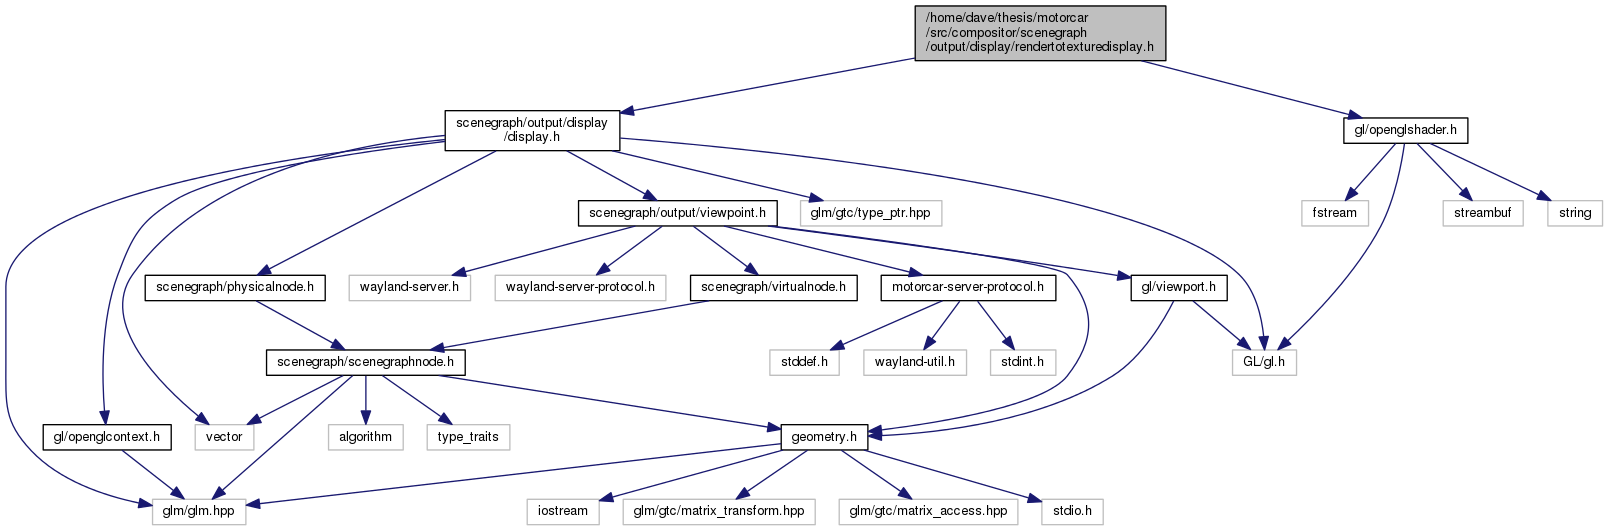 /home/dave/thesis/motorcar
/src/compositor/scenegraph
/output/display/rendertotexturedisplay.h
scenegraph/output/display
/display.h
gl/openglshader.h
scenegraph/output/viewpoint.h
glm/gtc/type_ptr.hpp
fstream
streambuf
string
scenegraph/physicalnode.h
wayland-server.h
wayland-server-protocol.h
scenegraph/virtualnode.h
motorcar-server-protocol.h
gl/viewport.h
scenegraph/scenegraphnode.h
stddef.h
wayland-util.h
stdint.h
GL/gl.h
gl/openglcontext.h
vector
algorithm
type_traits
geometry.h
glm/glm.hpp
iostream
glm/gtc/matrix_transform.hpp
glm/gtc/matrix_access.hpp
stdio.h